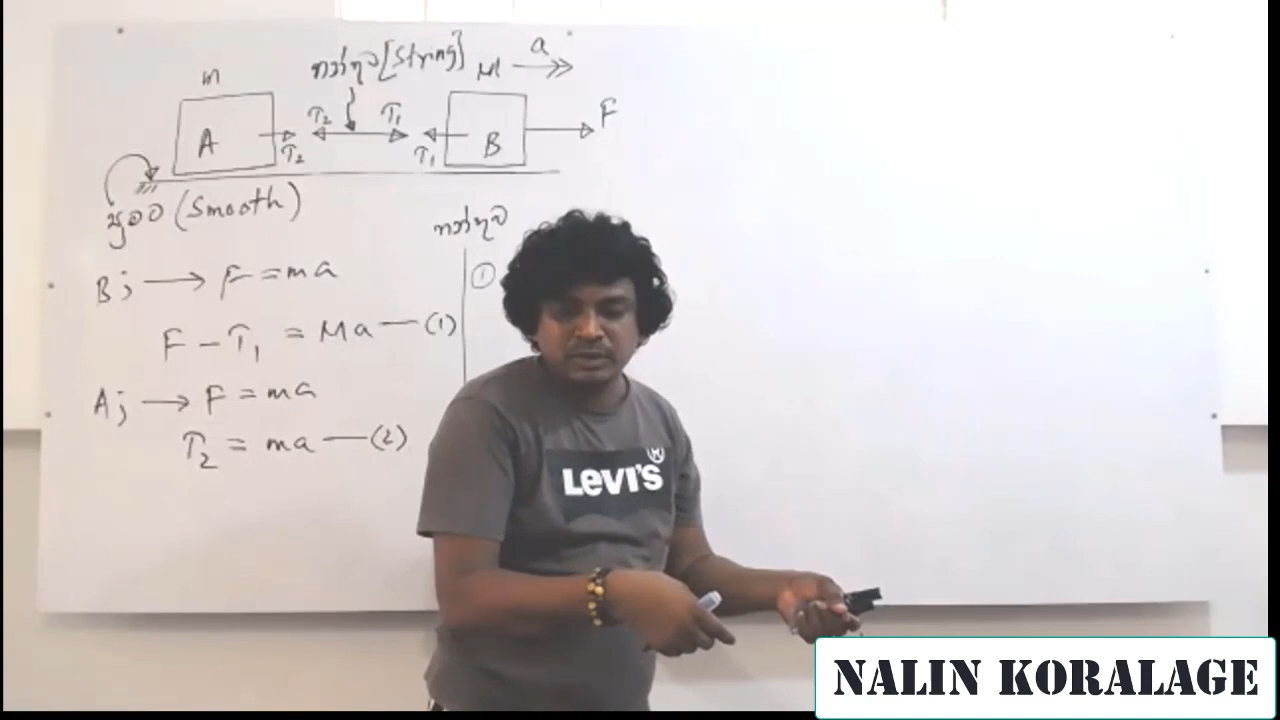 m තන්තුව [String] M a
A T₂ T₂ T₁ T₁ B F
සුමට (Smooth)
B; → F = ma
F - T₁ = Ma — (1)
A; → F = ma
T₂ = ma — (2)
තන්තුව
①
LEVI'S
NALIN KORALAGE